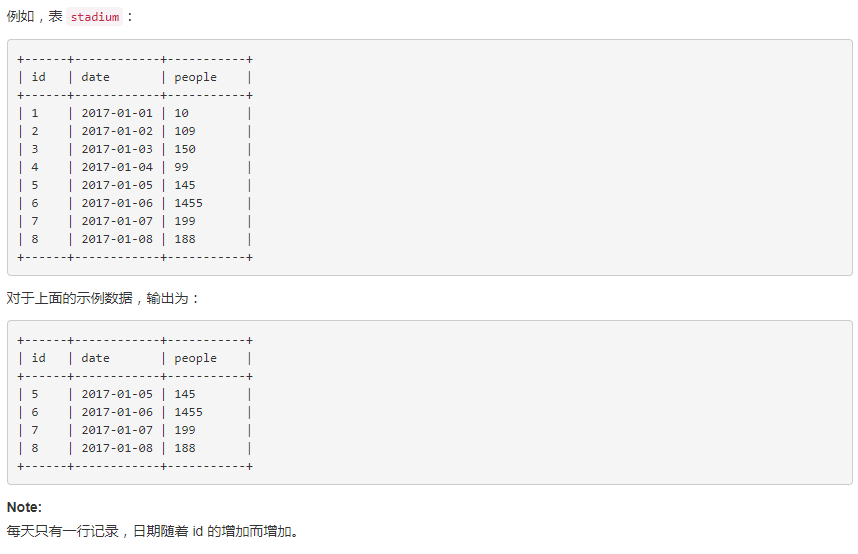 例如，表 stadium：
+------+------------+-----------+
| id   | date       | people    |
+------+------------+-----------+
| 1    | 2017-01-01 | 10        |
| 2    | 2017-01-02 | 109       |
| 3    | 2017-01-03 | 150       |
| 4    | 2017-01-04 | 99        |
| 5    | 2017-01-05 | 145       |
| 6    | 2017-01-06 | 1455      |
| 7    | 2017-01-07 | 199       |
| 8    | 2017-01-08 | 188       |
+------+------------+-----------+
对于上面的示例数据，输出为：
+------+------------+-----------+
| id   | date       | people    |
+------+------------+-----------+
| 5    | 2017-01-05 | 145       |
| 6    | 2017-01-06 | 1455      |
| 7    | 2017-01-07 | 199       |
| 8    | 2017-01-08 | 188       |
+------+------------+-----------+
Note:
每天只有一行记录，日期随着 id 的增加而增加。